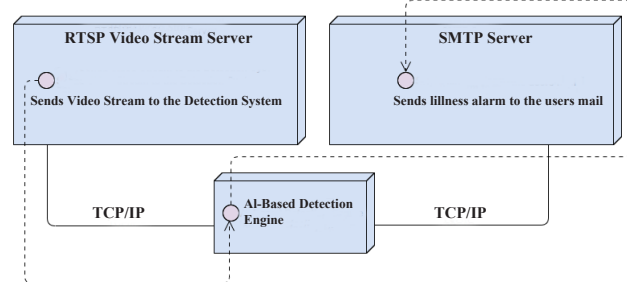 RTSP Video Stream Server
SMTP Server
Sends Video Stream to the Detection System
Sends lillness alarm to the users mail
AI-Based Detection
Engine
TCP/IP
TCP/IP